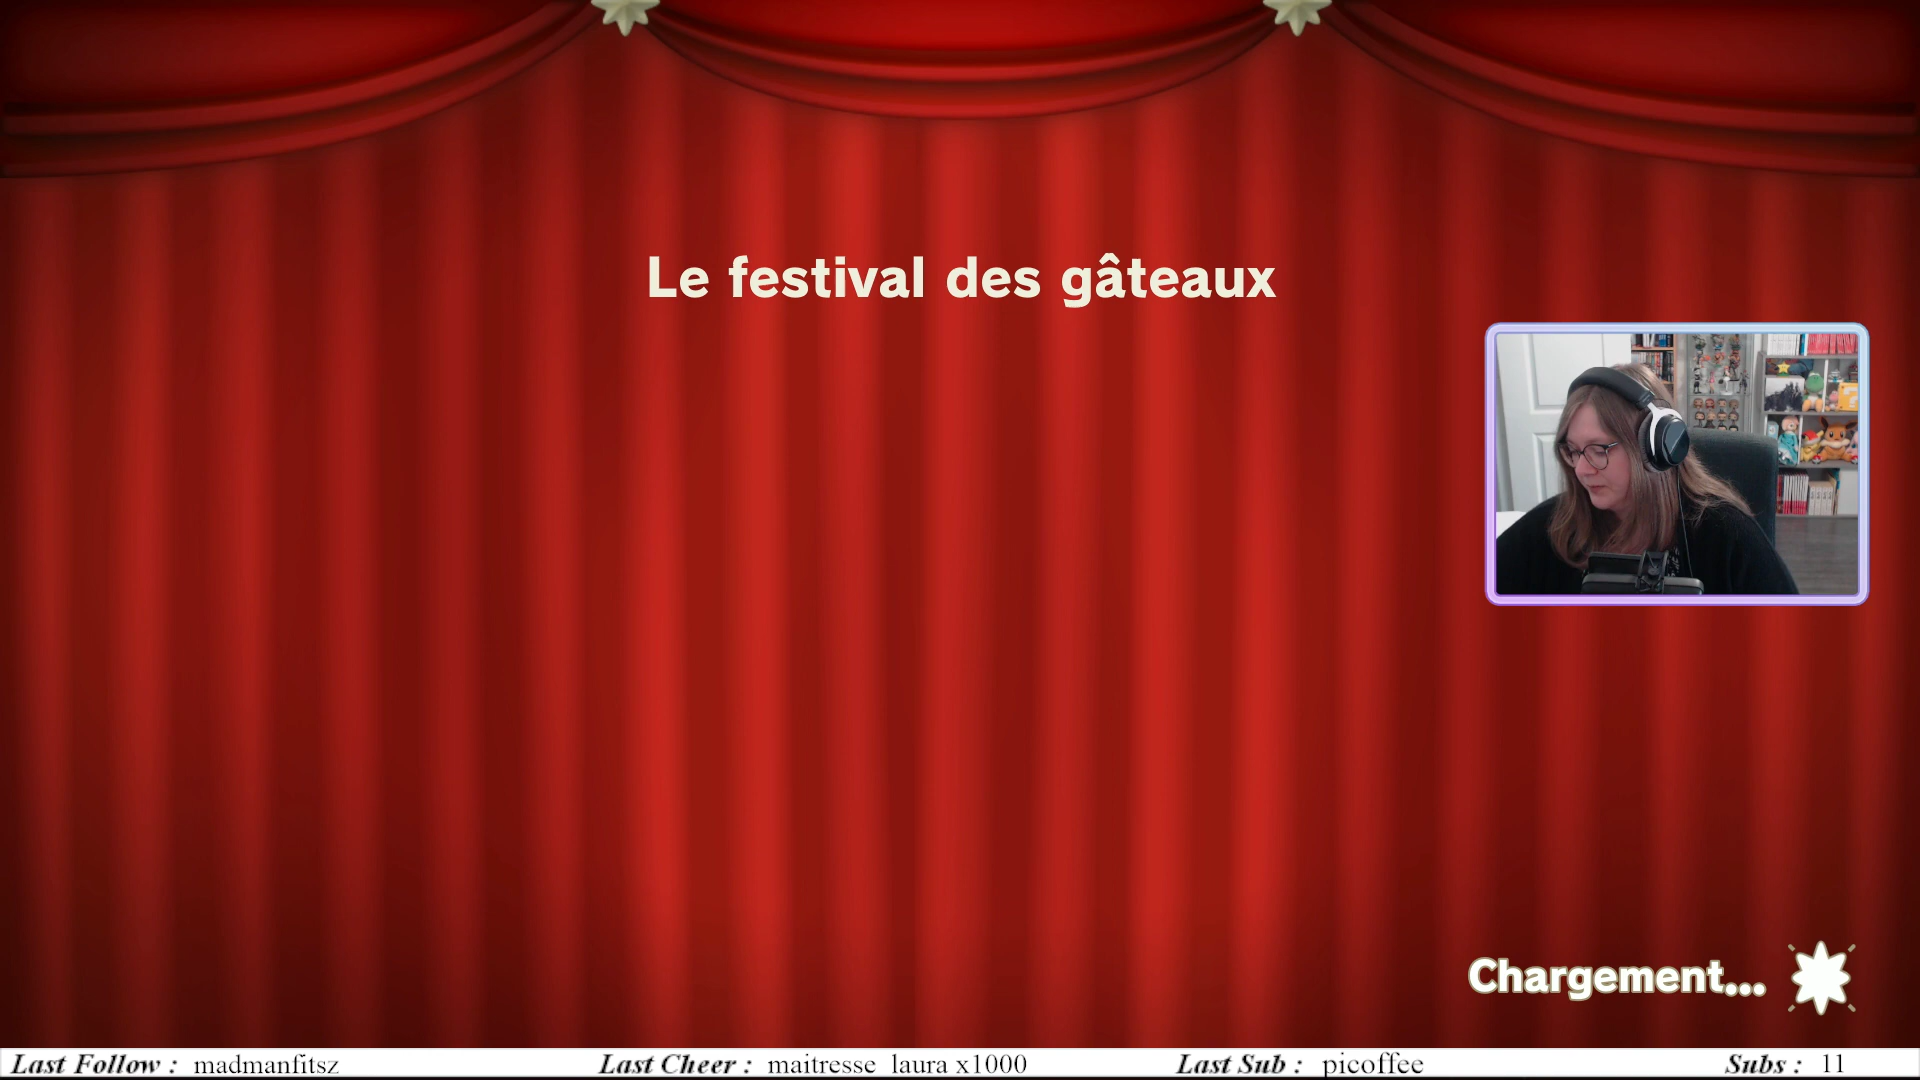 Le festival des gâteaux
Chargement...
Last Follow : madmanfitsz Last Cheer : maitresse laura x1000 Last Sub : picoffee Subs : 11